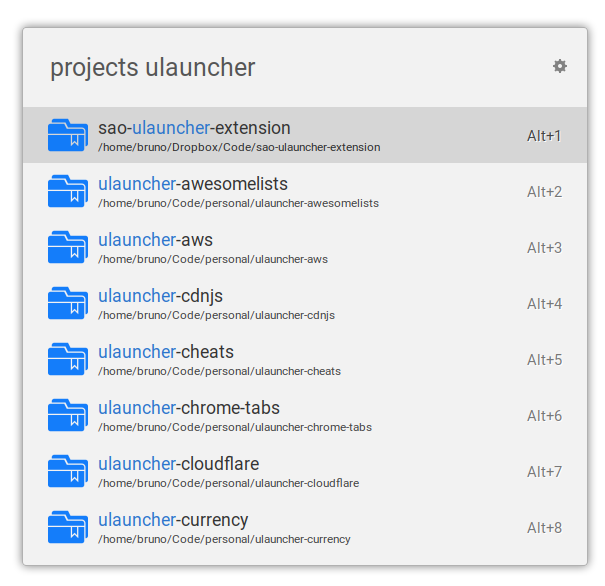 projects ulauncher
sao-ulauncher-extension
Alt+1
/home/bruno/Dropbox/Code/sao-ulauncher-extension
ulauncher-awesomelists
Alt+2
/home/bruno/Code/personal/ulauncher-awesomelists
ulauncher-aws
Alt+3
/home/bruno/Code/personal/ulauncher-aws
ulauncher-cdnjs
Alt+4
/home/bruno/Code/personal/ulauncher-cdnjs
ulauncher-cheats
Alt+5
/home/bruno/Code/personal/ulauncher-cheats
ulauncher-chrome-tabs
Alt+6
/home/bruno/Code/personal/ulauncher-chrome-tabs
ulauncher-cloudflare
Alt+7
/home/bruno/Code/personal/ulauncher-cloudflare
ulauncher-currency
Alt+8
/home/bruno/Code/personal/ulauncher-currency